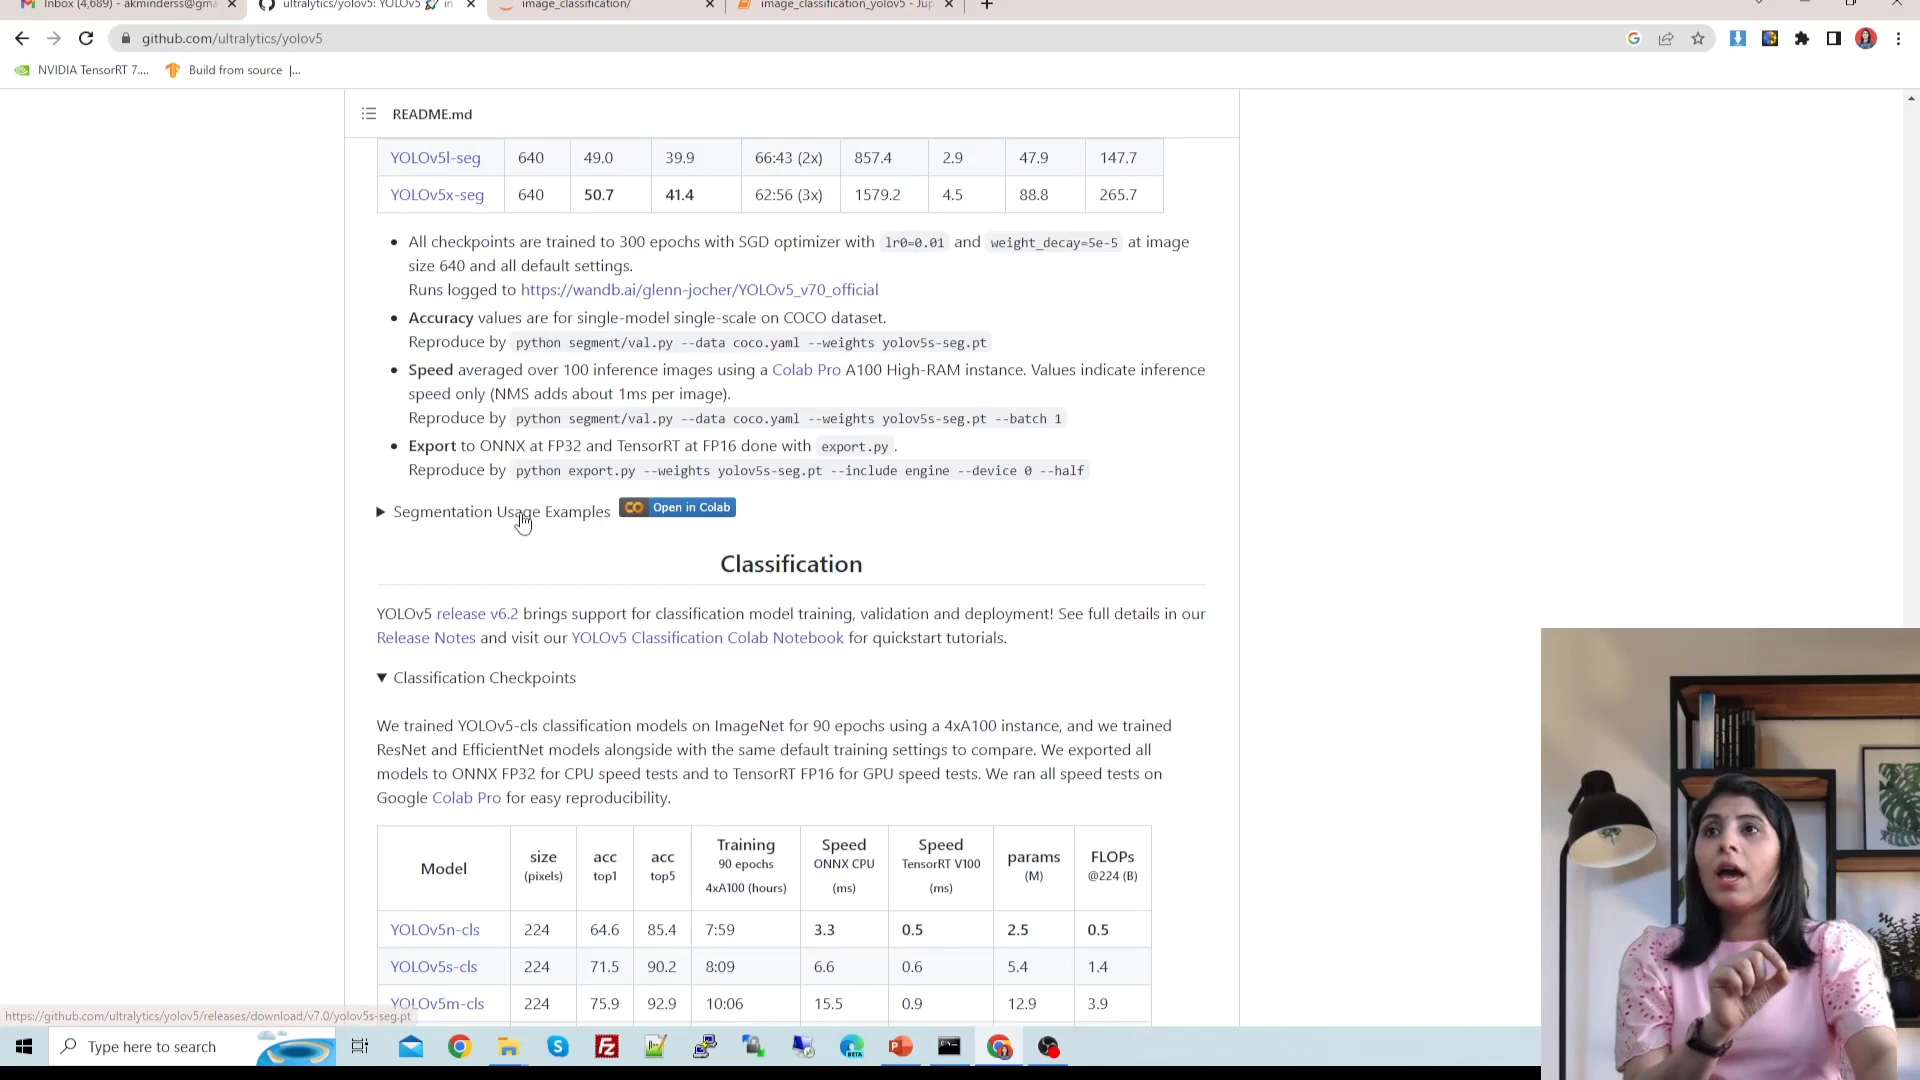 Inbox (4,689) - akminderss@gma
ultralytics/yolov5: YOLOv5 🚀 in
image_classification/
image_classification_yolov5 - Jup
github.com/ultralytics/yolov5
NVIDIA TensorRT 7....
Build from source |...
README.md
YOLOv5l-seg 640 49.0 39.9 66:43 (2x) 857.4 2.9 47.9 147.7
YOLOv5x-seg 640 50.7 41.4 62:56 (3x) 1579.2 4.5 88.8 265.7
• All checkpoints are trained to 300 epochs with SGD optimizer with lr0=0.01 and weight_decay=5e-5 at image
size 640 and all default settings.
Runs logged to https://wandb.ai/glenn-jocher/YOLOv5_v70_official
• Accuracy values are for single-model single-scale on COCO dataset.
Reproduce by python segment/val.py --data coco.yaml --weights yolov5s-seg.pt
• Speed averaged over 100 inference images using a Colab Pro A100 High-RAM instance. Values indicate inference
speed only (NMS adds about 1ms per image).
Reproduce by python segment/val.py --data coco.yaml --weights yolov5s-seg.pt --batch 1
• Export to ONNX at FP32 and TensorRT at FP16 done with export.py.
Reproduce by python export.py --weights yolov5s-seg.pt --include engine --device 0 --half
▶ Segmentation Usage Examples Open in Colab
Classification
YOLOv5 release v6.2 brings support for classification model training, validation and deployment! See full details in our
Release Notes and visit our YOLOv5 Classification Colab Notebook for quickstart tutorials.
▼ Classification Checkpoints
We trained YOLOv5-cls classification models on ImageNet for 90 epochs using a 4xA100 instance, and we trained
ResNet and EfficientNet models alongside with the same default training settings to compare. We exported all
models to ONNX FP32 for CPU speed tests and to TensorRT FP16 for GPU speed tests. We ran all speed tests on
Google Colab Pro for easy reproducibility.
Model size (pixels) acc top1 acc top5 Training 90 epochs 4xA100 (hours) Speed ONNX CPU (ms) Speed TensorRT V100 (ms) params (M) FLOPs @224 (B)
YOLOv5n-cls 224 64.6 85.4 7:59 3.3 0.5 2.5 0.5
YOLOv5s-cls 224 71.5 90.2 8:09 6.6 0.6 5.4 1.4
YOLOv5m-cls 224 75.9 92.9 10:06 15.5 0.9 12.9 3.9
https://github.com/ultralytics/yolov5/releases/download/v7.0/yolov5s-seg.pt
Type here to search
BETA